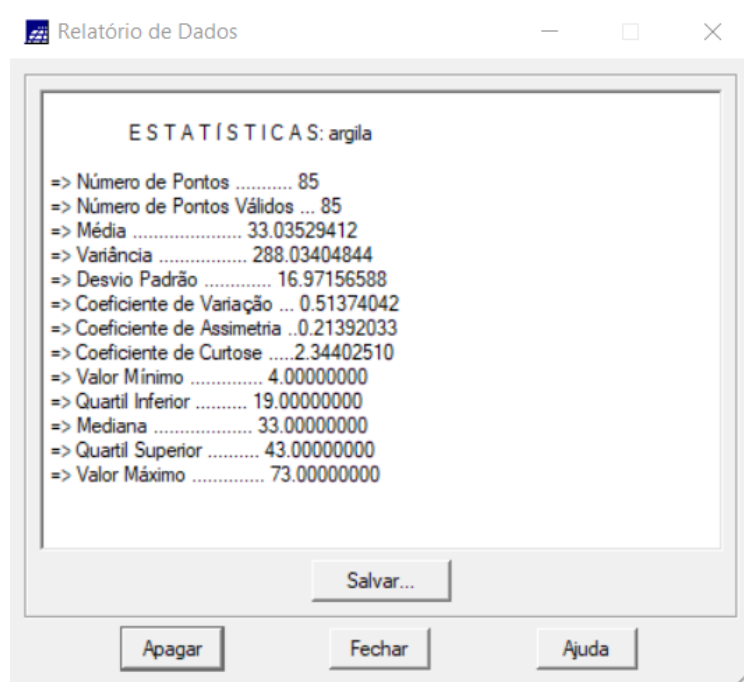 Relatório de Dados
E S T A T Í S T I C A S: argila
=> Número de Pontos ........... 85
=> Número de Pontos Válidos ... 85
=> Média ..................... 33.03529412
=> Variância ................. 288.03404844
=> Desvio Padrão ............. 16.97156588
=> Coeficiente de Variação ... 0.51374042
=> Coeficiente de Assimetria ..0.21392033
=> Coeficiente de Curtose .....2.34402510
=> Valor Mínimo .............. 4.00000000
=> Quartil Inferior .......... 19.00000000
=> Mediana ................... 33.00000000
=> Quartil Superior .......... 43.00000000
=> Valor Máximo .............. 73.00000000
Salvar...
Apagar Fechar Ajuda